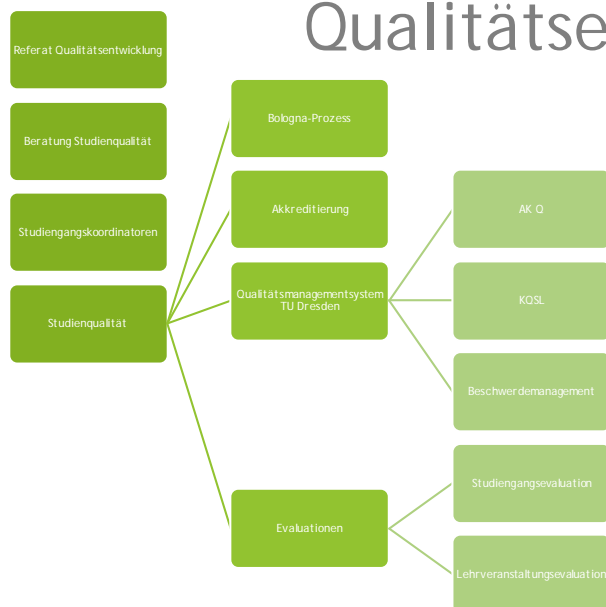 Qualitätse
Referat Qualitätsentwicklung
Beratung Studienqualität
Studiengangskoordinatoren
Studienqualität
Bologna-Prozess
Akkreditierung
Qualitätsmanagementsystem
TU Dresden
Evaluationen
AK Q
KQSL
Beschwerdemanagement
Studiengangsevaluation
Lehrveranstaltungsevaluation